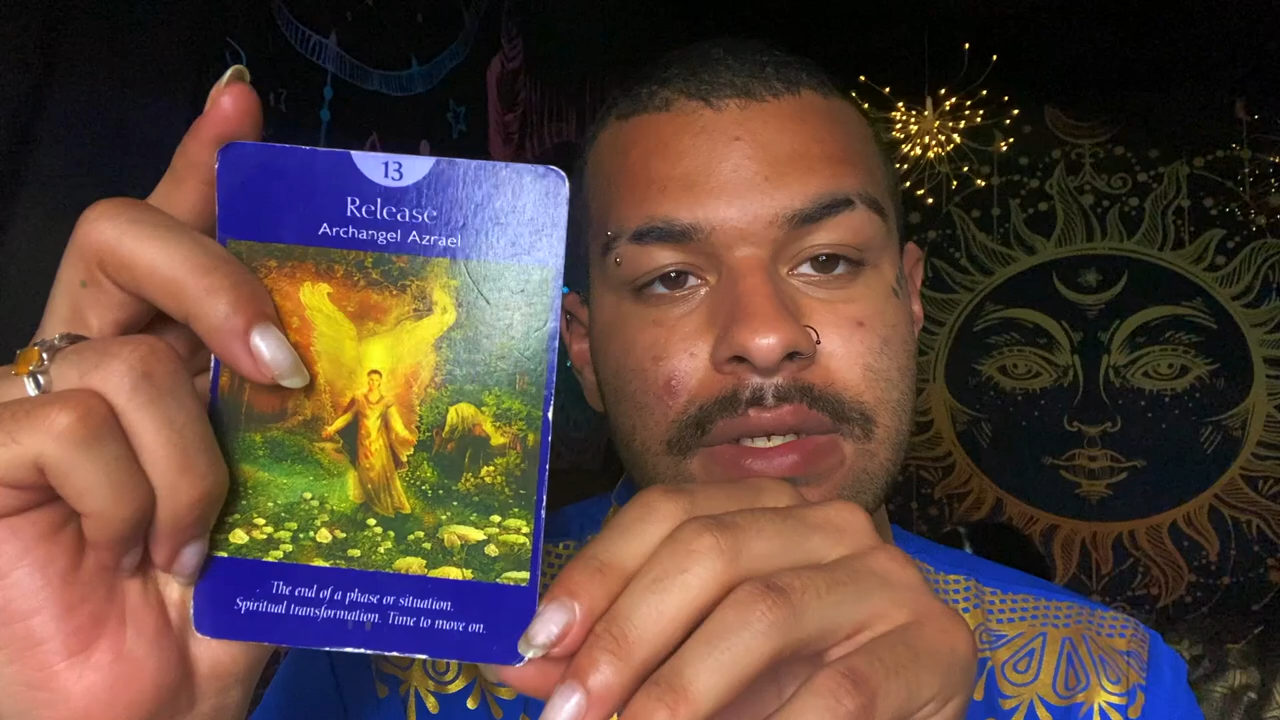 13
Release
Archangel Azrael
The end of a phase or situation.
Spiritual transformation. Time to move on.